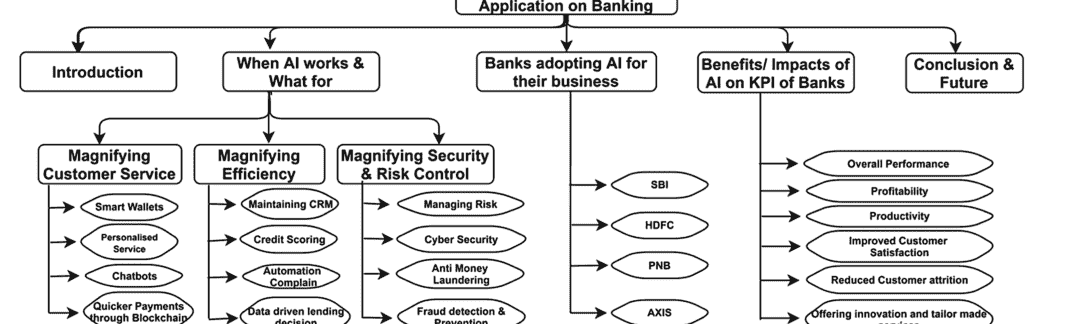 Application on Banking
Introduction
When AI works &
What for
Banks adopting AI for
their business
Benefits/ Impacts of
AI on KPI of Banks
Conclusion &
Future
Magnifying
Customer Service
Magnifying
Efficiency
Magnifying Security
& Risk Control
Smart Wallets
Personalised
Service
Chatbots
Quicker Payments
through Blockchain
Maintaining CRM
Credit Scoring
Automation
Complain
Data driven lending
decision
Managing Risk
Cyber Security
Anti Money
Laundering
Fraud detection &
Prevention
SBI
HDFC
PNB
AXIS
Overall Performance
Profitability
Productivity
Improved Customer
Satisfaction
Reduced Customer attrition
Offering innovation and tailor made